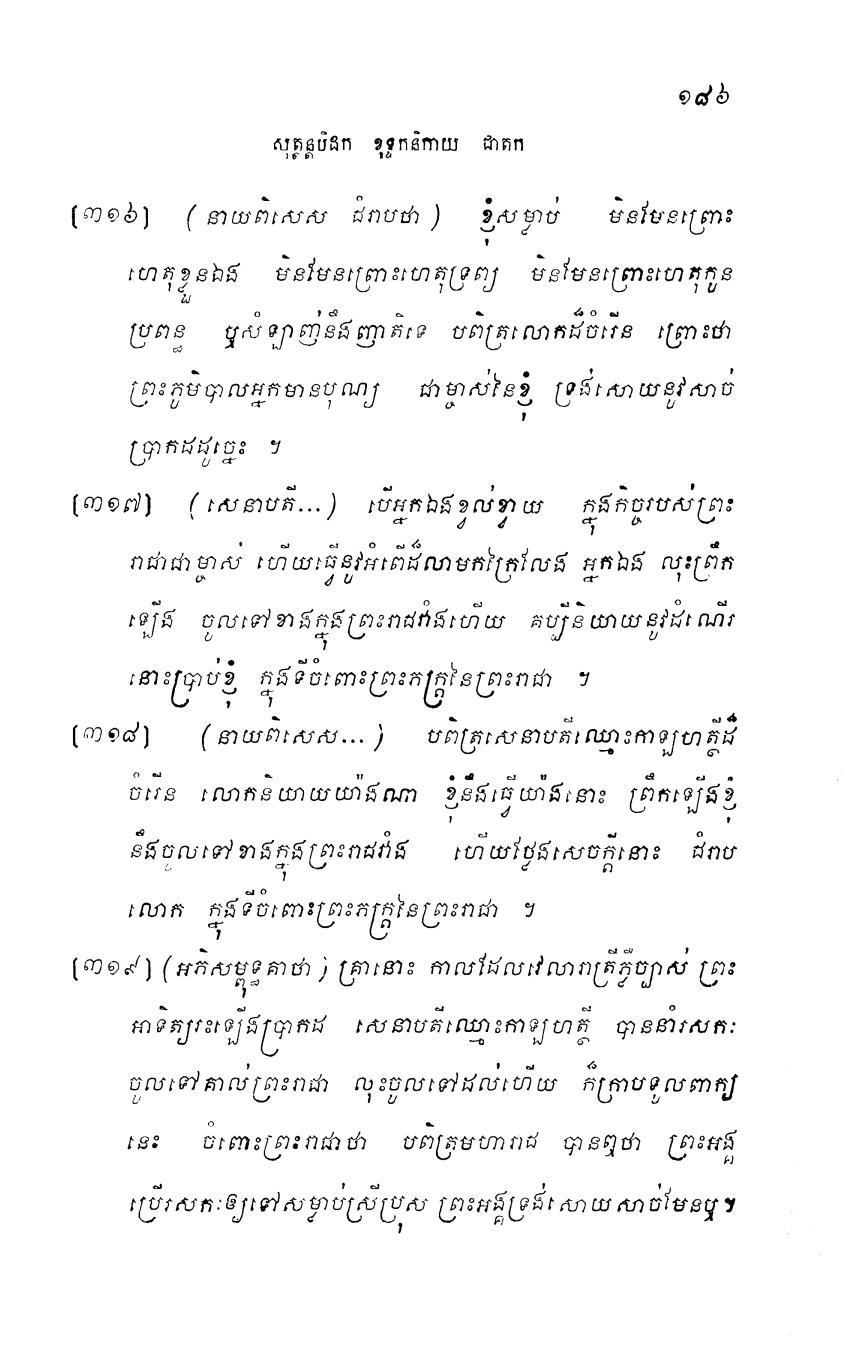 ១៨៦
សុត្តន្តបិដក ខុទ្ទកនិកាយ ជាតក
[៣១៦] (នាយពិសេស ដំរាបថា) ខ្ញុំសម្លាប់ មិនមែនព្រោះ
ហេតុខ្លួនឯង មិនមែនព្រោះហេតុទ្រព្យ មិនមែនព្រោះហេតុកូន
ប្រពន្ធ ឬសំឡាញ់នឹងញាតិទេ បពិត្រលោកដ៏ចំរើន ព្រោះថា
ព្រះភូមិបាលអ្នកមានបុណ្យ ជាម្ចាស់នៃខ្ញុំ ទ្រង់សោយនូវសាច់
ប្រាកដដូច្នេះ ។
[៣១៧] (សេនាបតី...) បើអ្នកឯងខ្វល់ខ្វាយ ក្នុងកិច្ចរបស់ព្រះ
រាជាជាម្ចាស់ ហើយធ្វើនូវអំពើដ៏លាមកក្រៃលែង អ្នកឯង លុះព្រឹក
ឡើង ចូលទៅខាងក្នុងព្រះរាជវាំងហើយ គប្បីនិយាយនូវដំណើរ
នោះប្រាប់ខ្ញុំ ក្នុងទីចំពោះព្រះភក្ត្រនៃព្រះរាជា ។
[៣១៨] (នាយពិសេស...) បពិត្រសេនាបតីឈ្មោះកាឡហត្ថីដ៏
ចំរើន លោកនិយាយយ៉ាងណា ខ្ញុំនឹងធ្វើយ៉ាងនោះ ព្រឹកឡើងខ្ញុំ
នឹងចូលទៅខាងក្នុងព្រះរាជវាំង ហើយថ្លែងសេចក្តីនោះ ដំរាប
លោក ក្នុងទីចំពោះព្រះភក្ត្រនៃព្រះរាជា ។
[៣១៩] (អភិសម្ពុទ្ធគាថា) គ្រានោះ កាលដែលវេលារាត្រីភ្លឺច្បាស់ ព្រះ
អាទិត្យរះឡើងប្រាកដ សេនាបតីឈ្មោះកាឡហត្ថី បាននាំរសកៈ
ចូលទៅគាល់ព្រះរាជា លុះចូលទៅដល់ហើយ ក៏ក្រាបទូលពាក្យ
នេះ ចំពោះព្រះរាជាថា បពិត្រមហារាជ បានឮថា ព្រះអង្គ
ប្រើរសកៈឲ្យទៅសម្លាប់ស្រីប្រុស ព្រះអង្គទ្រង់សោយសាច់មែនឬ។